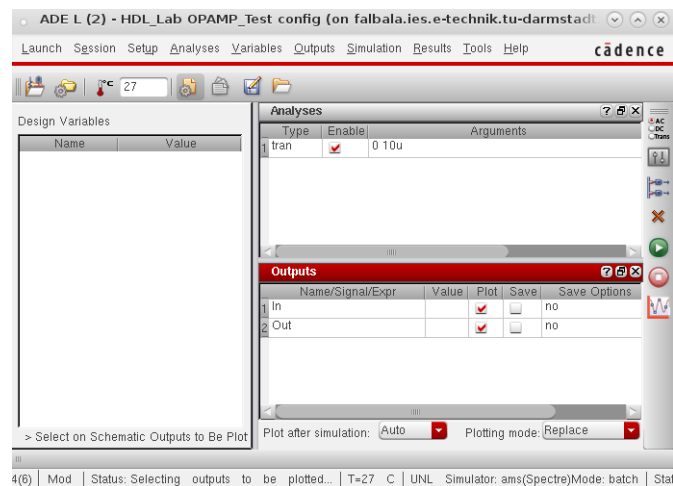 ADE L (2) - HDL_Lab OPAMP_Test config (on falbala.ies.e-technik.tu-darmstadt
Launch Session Setup Analyses Variables Outputs Simulation Results Tools Help cādence
°C 27
Design Variables
Name Value
Analyses
Type Enable Arguments
1 tran 0 10u
AC
DC
Trans
Outputs
Name/Signal/Expr Value Plot Save Save Options
1 In no
2 Out no
> Select on Schematic Outputs to Be Plot
Plot after simulation: Auto Plotting mode: Replace
4(6) Mod Status: Selecting outputs to be plotted... T=27 C UNL Simulator: ams(Spectre)Mode: batch Stat